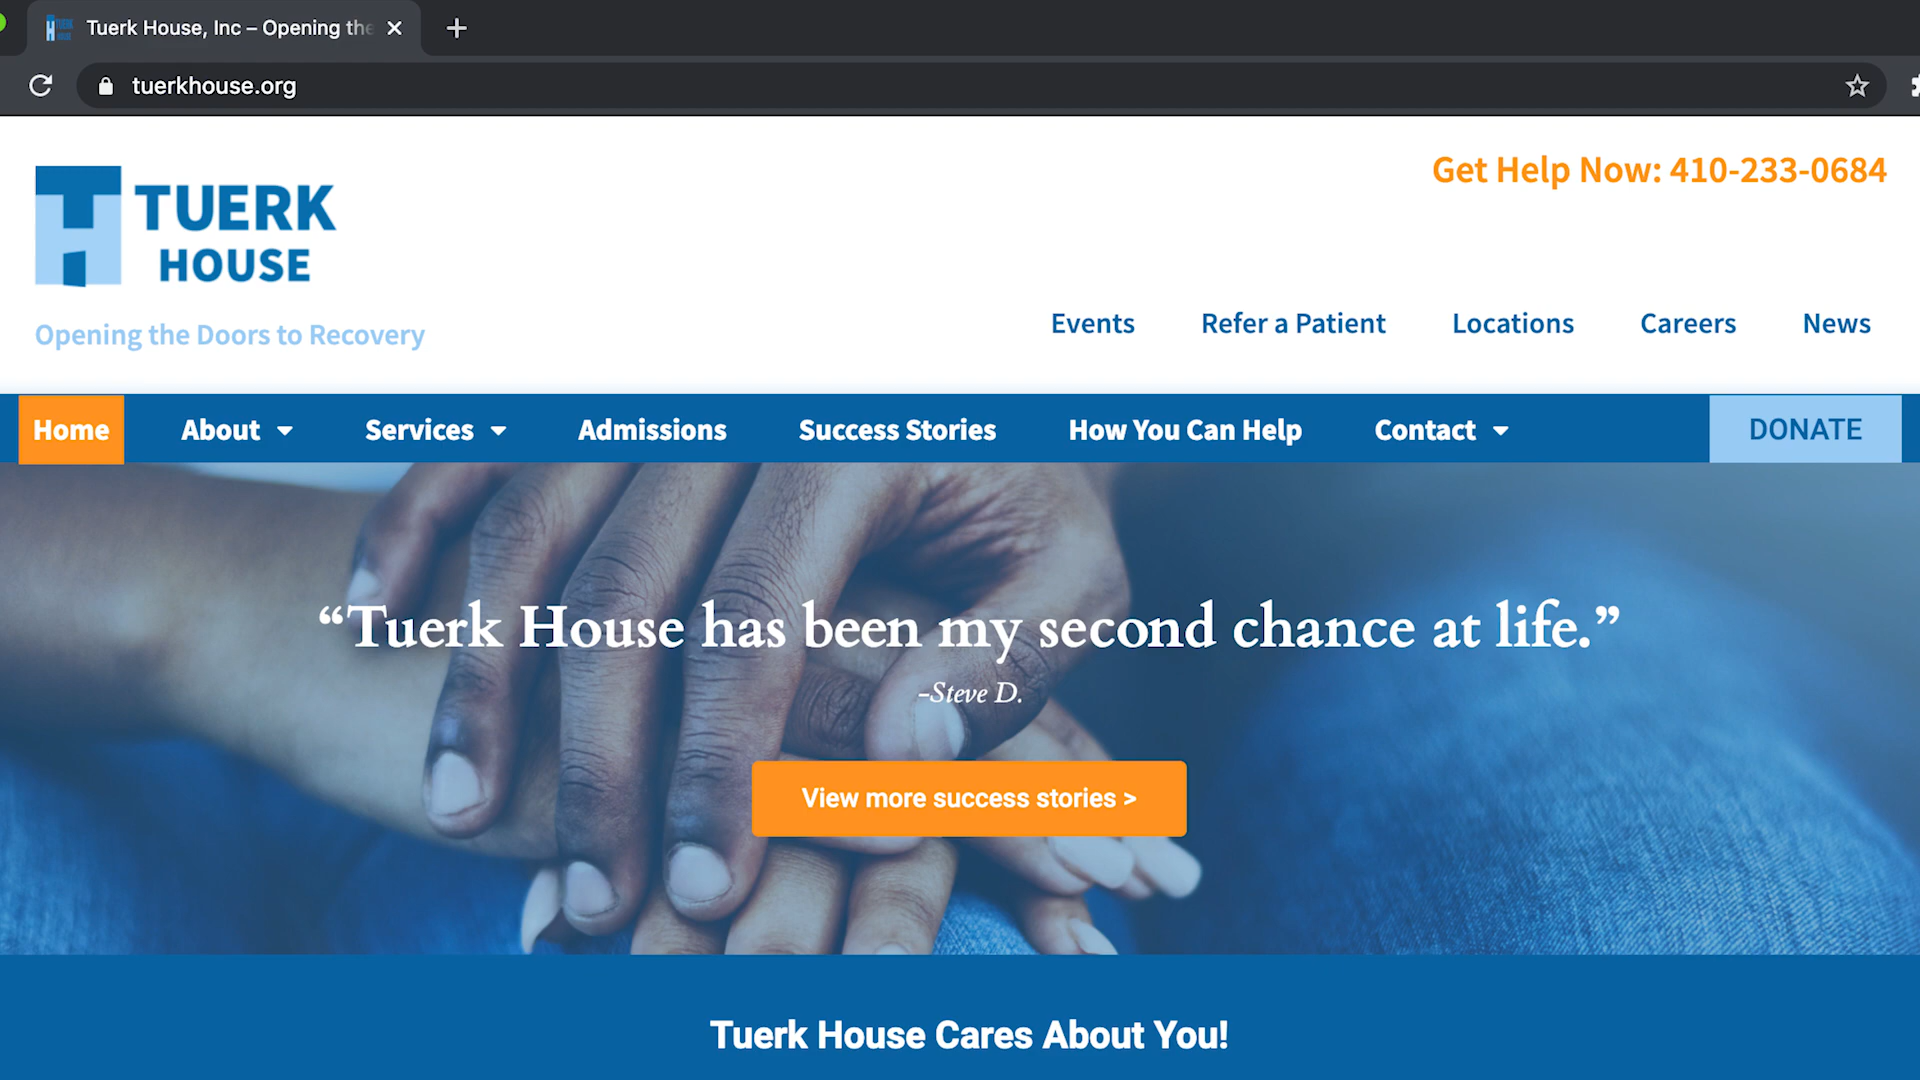 Tuerk House, Inc – Opening the
tuerkhouse.org
Get Help Now: 410-233-0684
TUERK
HOUSE
Opening the Doors to Recovery
Events Refer a Patient Locations Careers News
Home About Services Admissions Success Stories How You Can Help Contact DONATE
“Tuerk House has been my second chance at life.”
-Steve D.
View more success stories >
Tuerk House Cares About You!